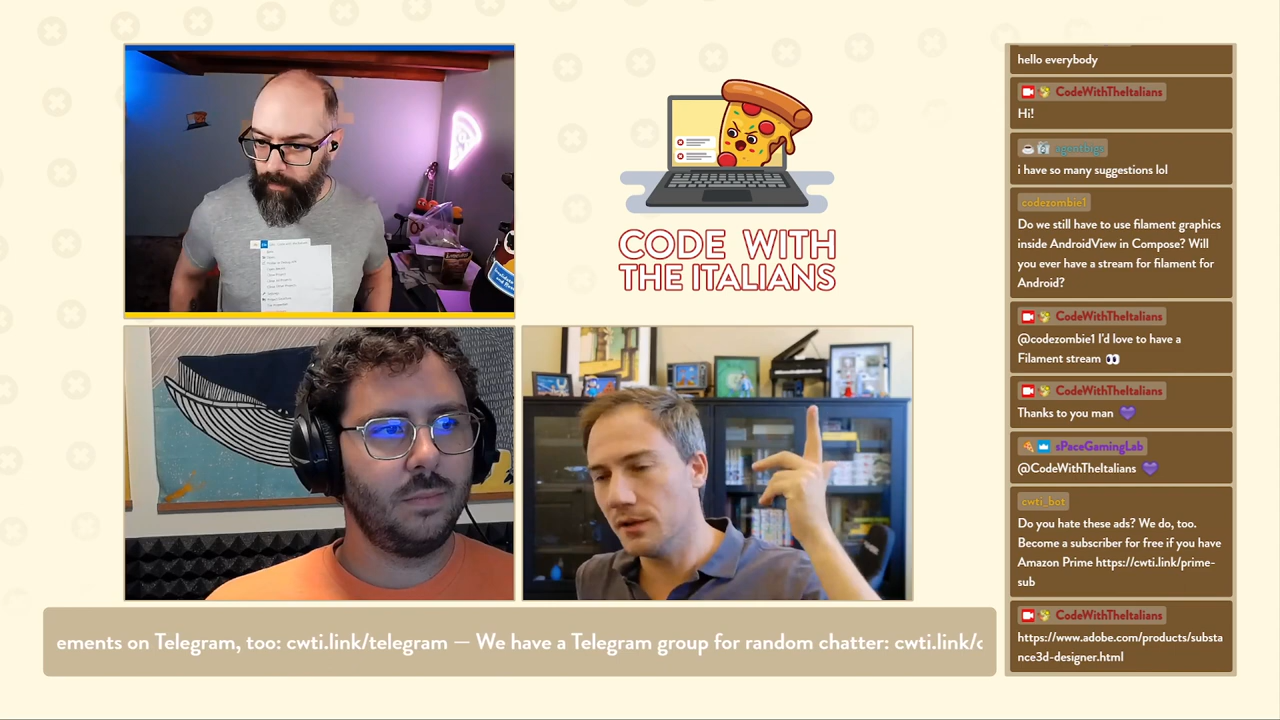 CODE WITH
THE ITALIANS
hello everybody
CodeWithTheItalians
Hi!
agentbigs
i have so many suggestions lol
codezombie1
Do we still have to use filament graphics
inside AndroidView in Compose? Will
you ever have a stream for filament for
Android?
CodeWithTheItalians
@codezombie1 I'd love to have a
Filament stream 👀
CodeWithTheItalians
Thanks to you man 💜
sPaceGamingLab
@CodeWithTheItalians 💜
cwti_bot
Do you hate these ads? We do, too.
Become a subscriber for free if you have
Amazon Prime https://cwti.link/prime-
sub
CodeWithTheItalians
https://www.adobe.com/products/substa
nce3d-designer.html
ements on Telegram, too: cwti.link/telegram — We have a Telegram group for random chatter: cwti.link/c